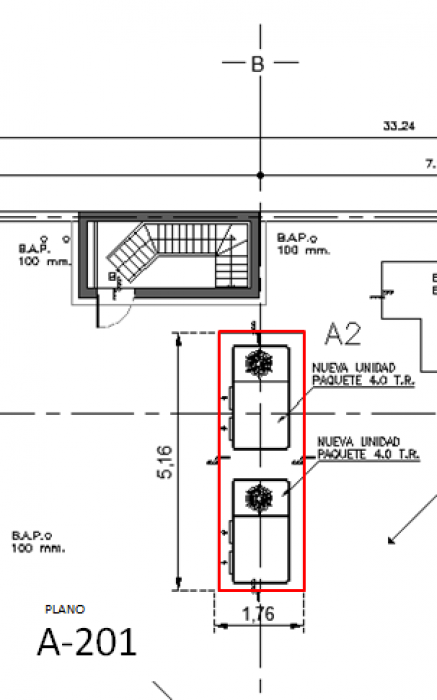 B
33.24
7.
B.A.P.
100 mm.
B.A.P.
100 mm.
B
A2
NUEVA UNIDAD
PAQUETE 4.0 T.R.
5,16
NUEVA UNIDAD
PAQUETE 4.0 T.R.
B.A.P.
100 mm.
1,76
PLANO
A-201